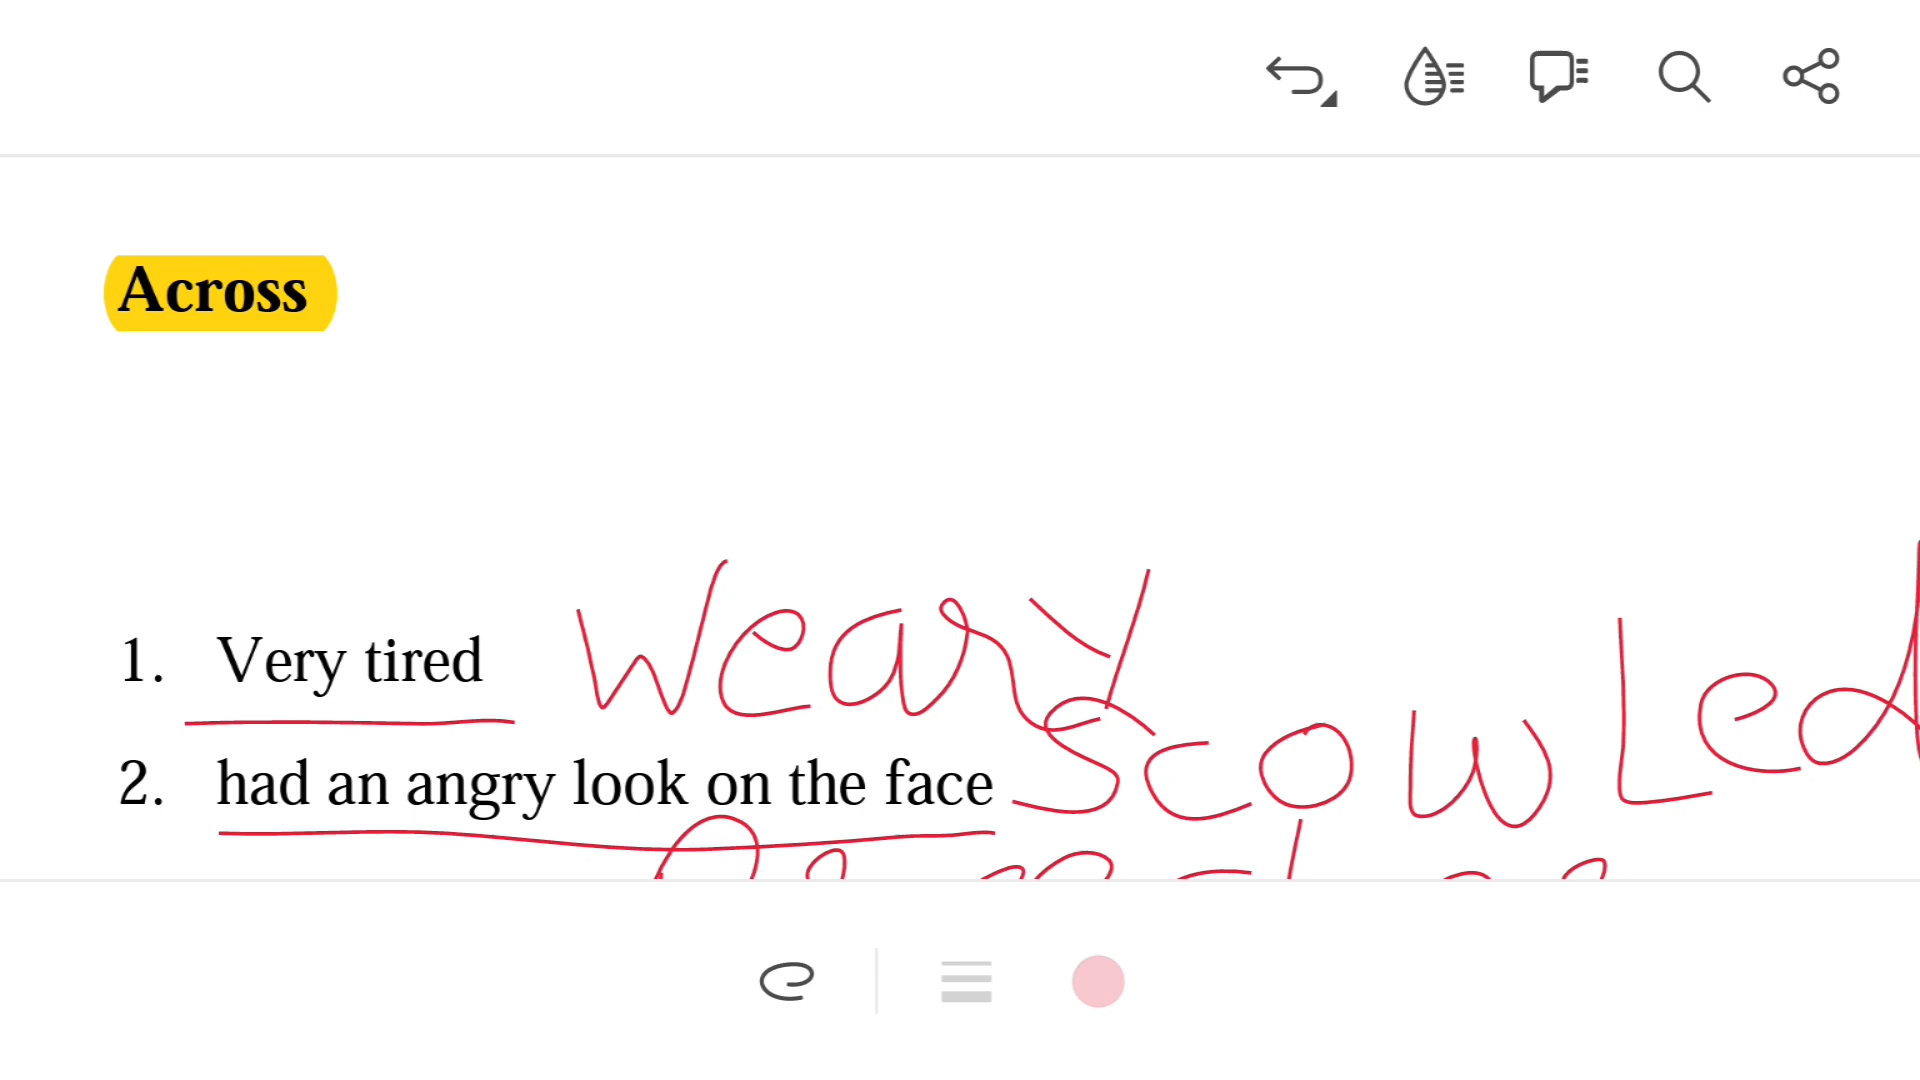 Across
1. Very tired Weary
2. had an angry look on the face Scowled